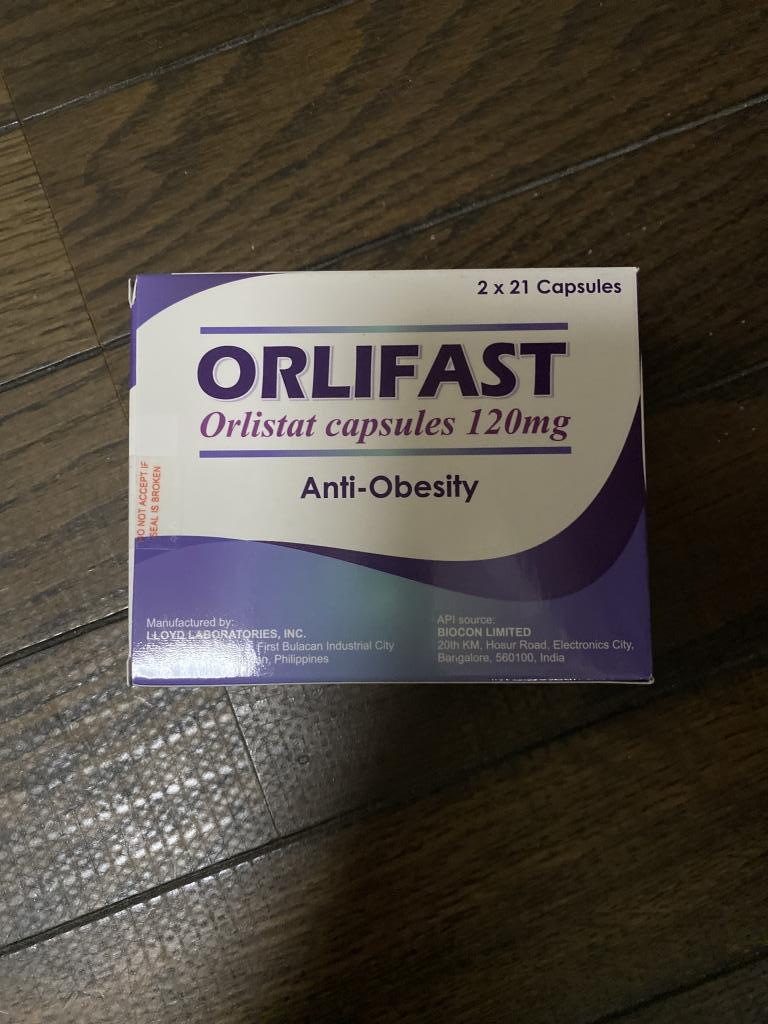 2 x 21 Capsules
ORLIFAST
Orlistat capsules 120mg
Anti-Obesity
DO NOT ACCEPT IF
SEAL IS BROKEN
Manufactured by:
LLOYD LABORATORIES, INC.
First Bulacan Industrial City
Philippines
API source:
BIOCON LIMITED
20th KM, Hosur Road, Electronics City,
Bangalore, 560100, India